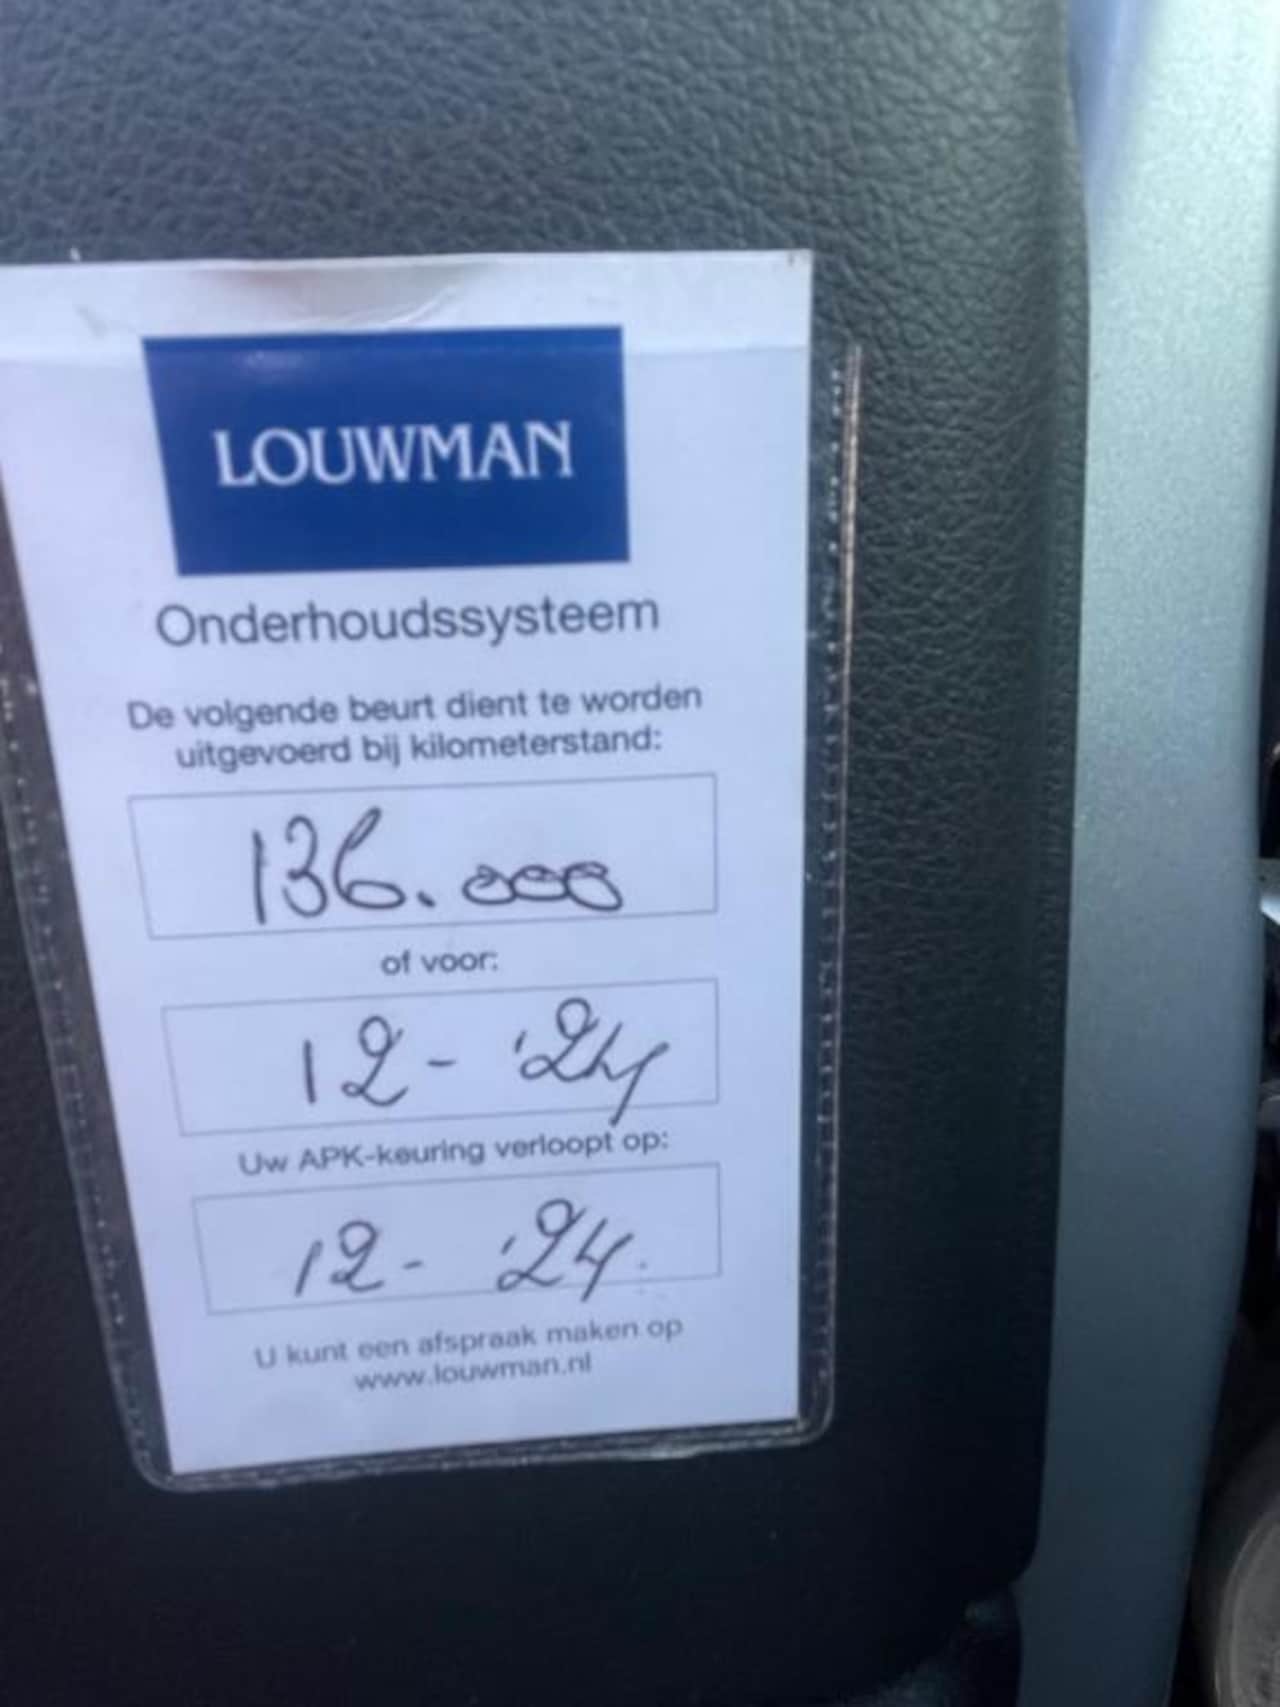 LOUWMAN
Onderhoudssysteem
De volgende beurt dient te worden
uitgevoerd bij kilometerstand:
136.000
of voor:
12- '24
Uw APK-keuring verloopt op:
12- '24.
U kunt een afspraak maken op
www.louwman.nl